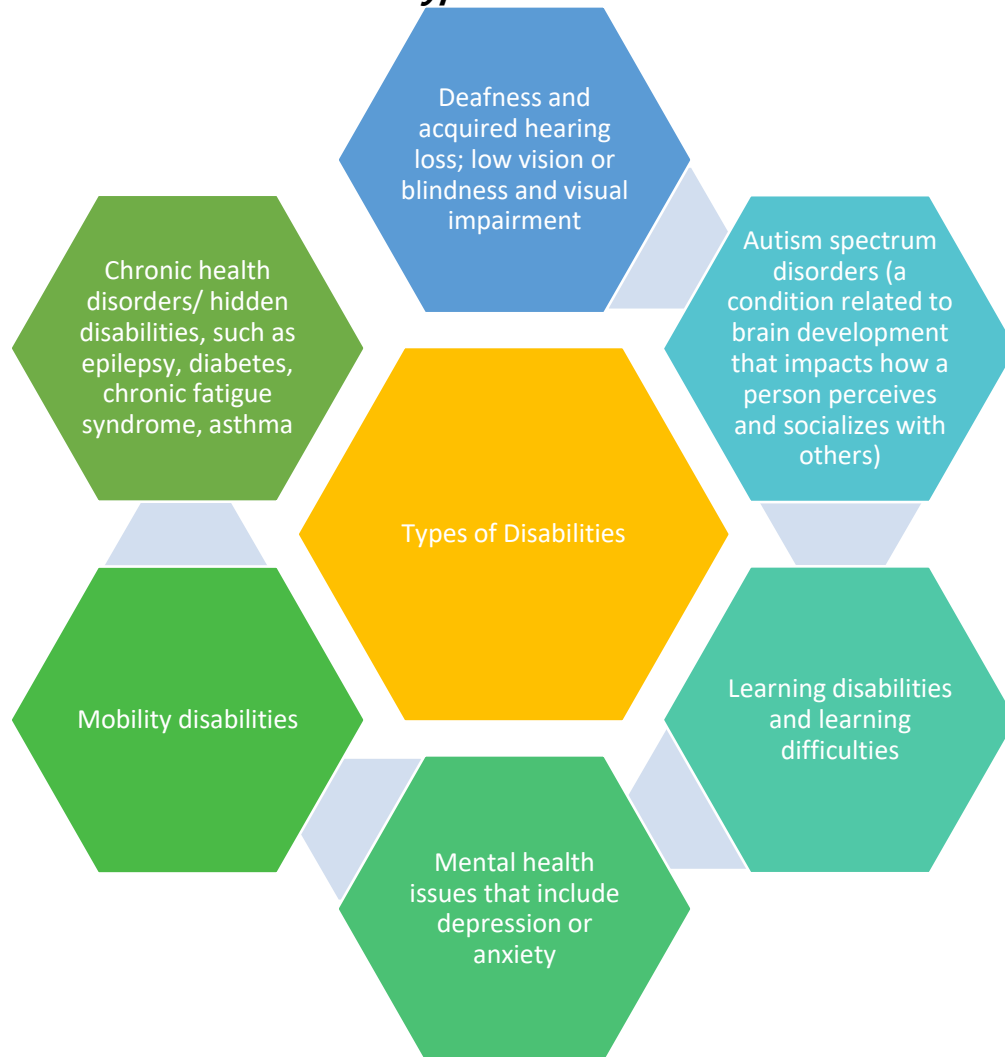 Deafness and
acquired hearing
loss; low vision or
blindness and visual
impairment
Autism spectrum
disorders (a
condition related to
brain development
that impacts how a
person perceives
and socializes with
others)
Learning disabilities
and learning
difficulties
Mental health
issues that include
depression or
anxiety
Mobility disabilities
Chronic health
disorders/ hidden
disabilities, such as
epilepsy, diabetes,
chronic fatigue
syndrome, asthma
Types of Disabilities